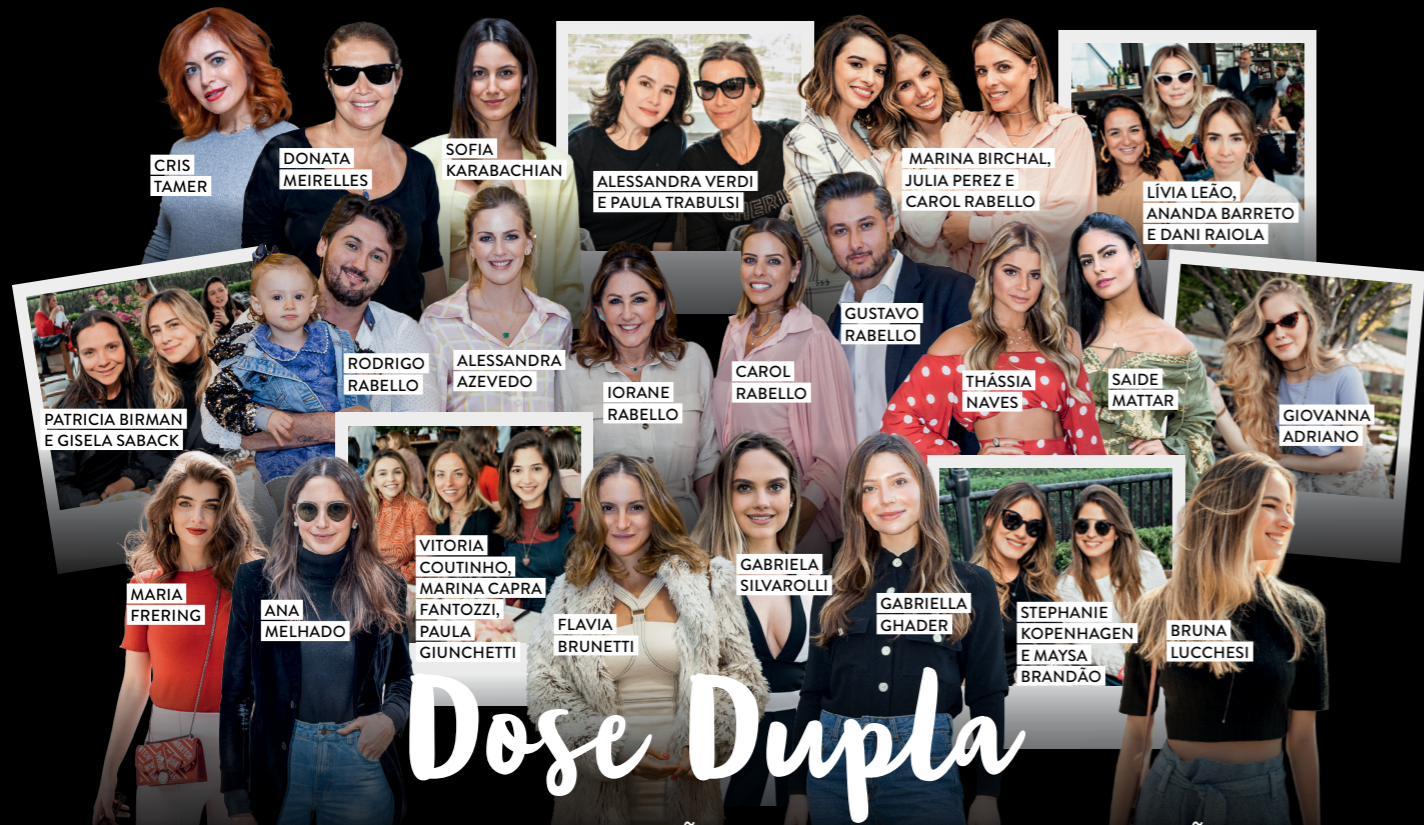 CRIS
TAMER
DONATA
MEIRELLES
SOFIA
KARABACHIAN
ALESSANDRA VERDI
E PAULA TRABULSI
MARINA BIRCHAL,
JULIA PEREZ E
CAROL RABELLO
LÍVIA LEÃO,
ANANDA BARRETO
E DANI RAIOLA
PATRICIA BIRMAN
E GISELA SABACK
RODRIGO
RABELLO
ALESSANDRA
AZEVEDO
IORANE
RABELLO
CAROL
RABELLO
GUSTAVO
RABELLO
THÁSSIA
NAVES
SAIDE
MATTAR
GIOVANNA
ADRIANO
MARIA
FRERING
ANA
MELHADO
VITORIA
COUTINHO,
MARINA CAPRA
FANTOZZI,
PAULA
GIUNCHETTI
FLAVIA
BRUNETTI
GABRIELA
SILVAROLLI
GABRIELLA
GHADER
STEPHANIE
KOPENHAGEN
E MAYSA
BRANDÃO
BRUNA
LUCCHESI
Dose Dupla